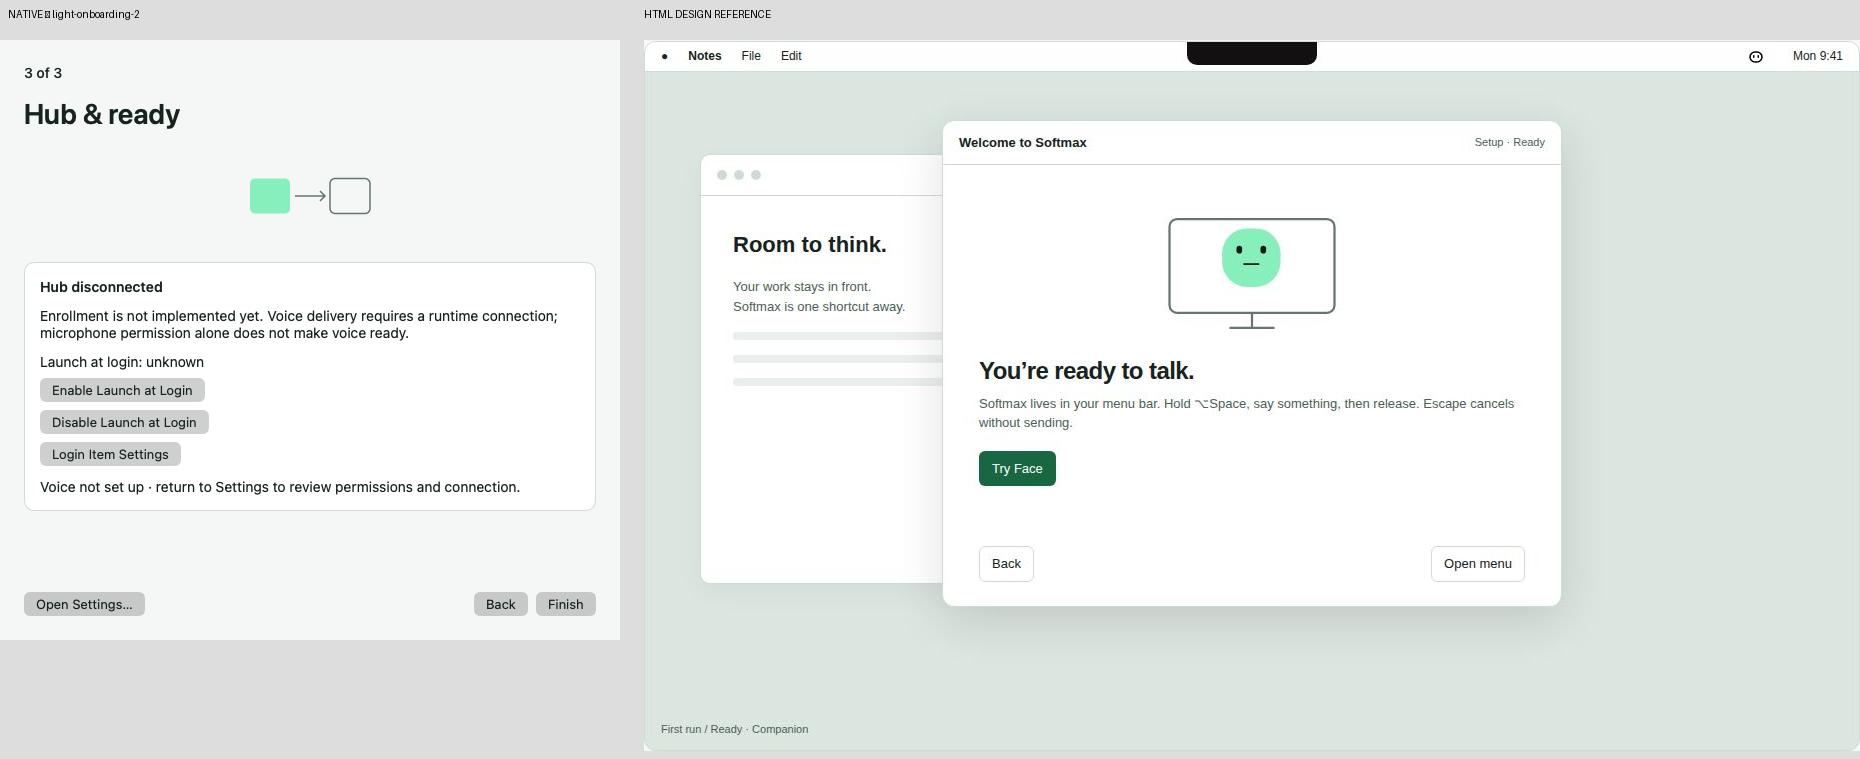 NATIVE light-onboarding-2
3 of 3
Hub & ready
Hub disconnected
Enrollment is not implemented yet. Voice delivery requires a runtime connection;
microphone permission alone does not make voice ready.
Launch at login: unknown
Enable Launch at Login
Disable Launch at Login
Login Item Settings
Voice not set up · return to Settings to review permissions and connection.
Open Settings...
Back
Finish
HTML DESIGN REFERENCE
Notes File Edit
Mon 9:41
Room to think.
Your work stays in front.
Softmax is one shortcut away.
Welcome to Softmax
Setup · Ready
You’re ready to talk.
Softmax lives in your menu bar. Hold ⌥Space, say something, then release. Escape cancels
without sending.
Try Face
Back
Open menu
First run / Ready · Companion